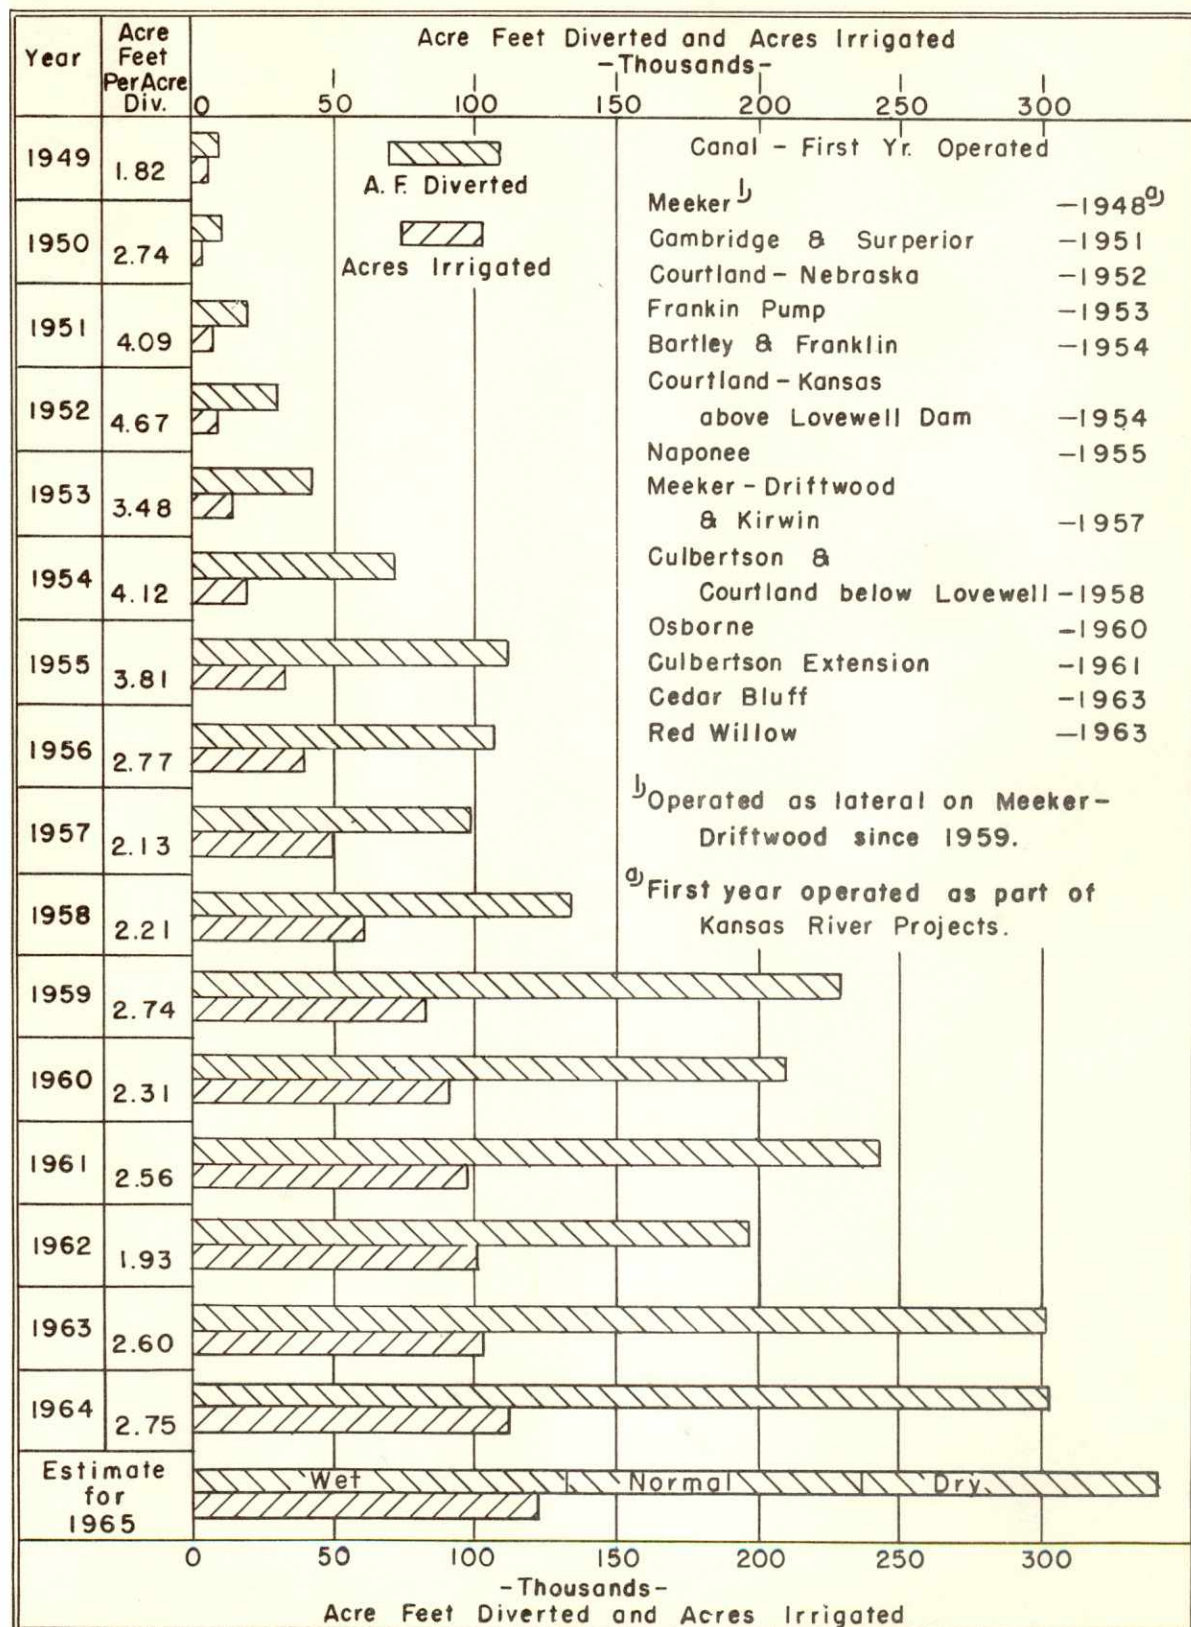 Year
Acre
Feet
Per Acre
Div.
Acre Feet Diverted and Acres Irrigated
-Thousands-
0 50 100 150 200 250 300
1949 1.82
1950 2.74
1951 4.09
1952 4.67
1953 3.48
1954 4.12
1955 3.81
1956 2.77
1957 2.13
1958 2.21
1959 2.74
1960 2.31
1961 2.56
1962 1.93
1963 2.60
1964 2.75
Estimate
for
1965
A. F. Diverted
Acres Irrigated
Canal - First Yr. Operated
Meeker 1) -1948 a)
Cambridge & Surperior -1951
Courtland - Nebraska -1952
Frankin Pump -1953
Bartley & Franklin -1954
Courtland - Kansas
above Lovewell Dam -1954
Naponee -1955
Meeker - Driftwood
& Kirwin -1957
Culbertson &
Courtland below Lovewell -1958
Osborne -1960
Culbertson Extension -1961
Cedar Bluff -1963
Red Willow -1963
1) Operated as lateral on Meeker-
Driftwood since 1959.
a) First year operated as part of
Kansas River Projects.
Wet Normal Dry
0 50 100 150 200 250 300
-Thousands-
Acre Feet Diverted and Acres Irrigated